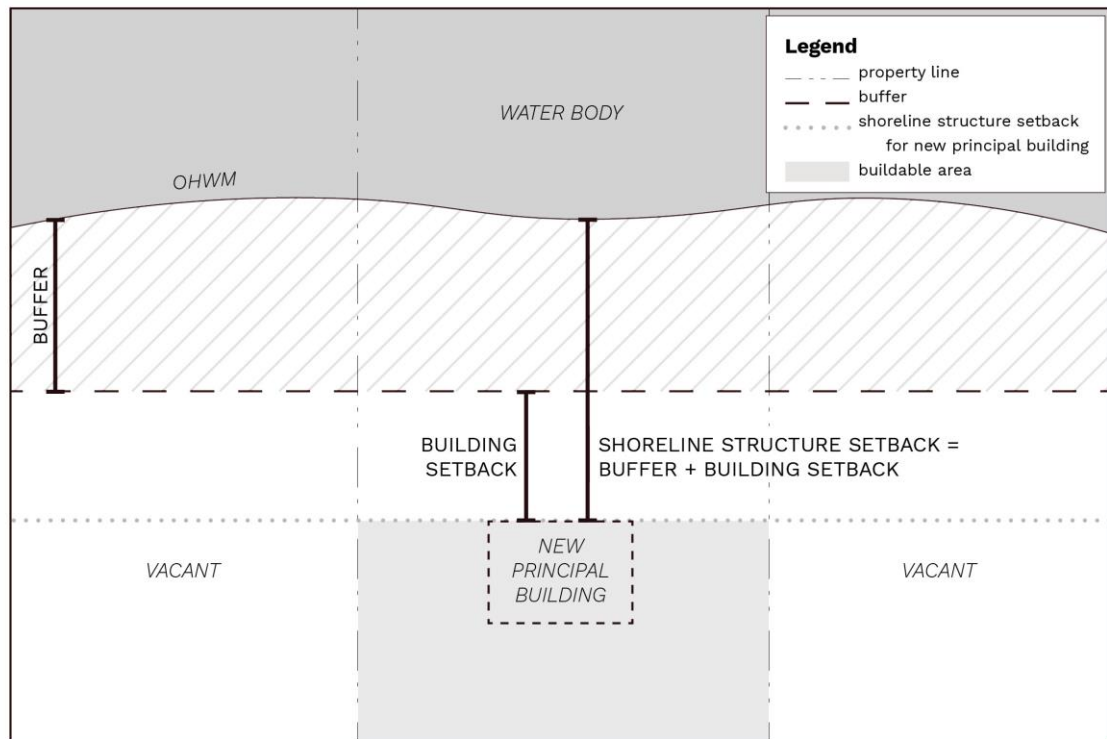 Legend
property line
buffer
shoreline structure setback
for new principal building
buildable area
WATER BODY
OHWM
BUFFER
BUILDING
SETBACK
SHORELINE STRUCTURE SETBACK =
BUFFER + BUILDING SETBACK
VACANT
NEW
PRINCIPAL
BUILDING
VACANT